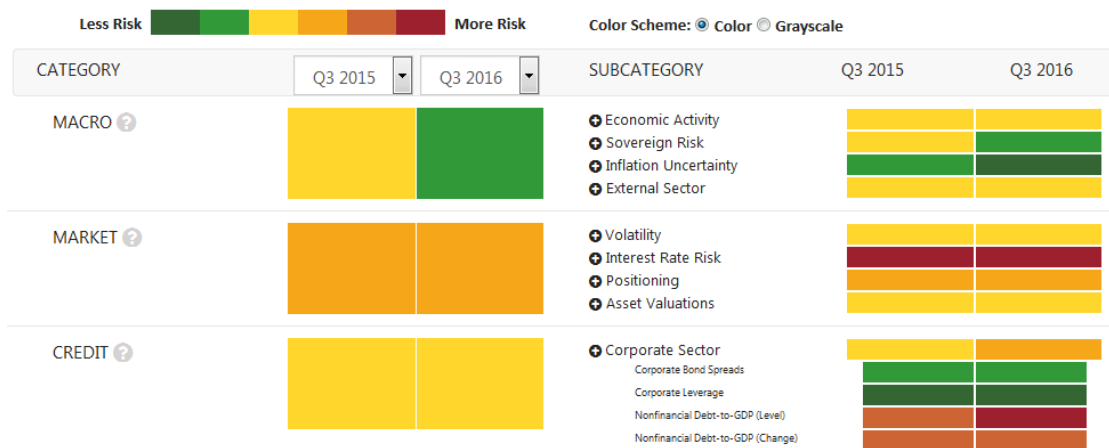 Less Risk More Risk Color Scheme: Color Grayscale
CATEGORY Q3 2015 Q3 2016 SUBCATEGORY Q3 2015 Q3 2016
MACRO ? Economic Activity
Sovereign Risk
Inflation Uncertainty
External Sector
MARKET ? Volatility
Interest Rate Risk
Positioning
Asset Valuations
CREDIT ? Corporate Sector
Corporate Bond Spreads
Corporate Leverage
Nonfinancial Debt-to-GDP (Level)
Nonfinancial Debt-to-GDP (Change)